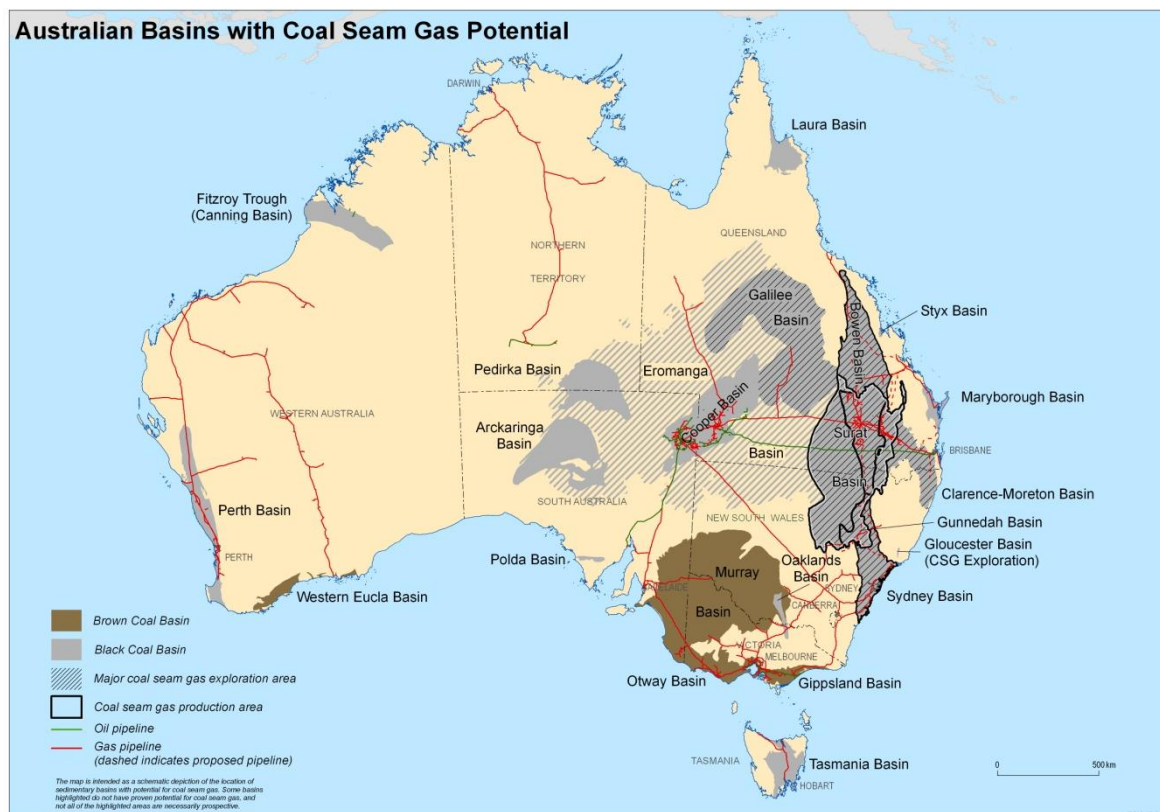 Australian Basins with Coal Seam Gas Potential
DARWIN
Laura Basin
Fitzroy Trough
(Canning Basin)
QUEENSLAND
NORTHERN
TERRITORY
Galilee
Basin
Bowen Basin
Styx Basin
Pedirka Basin
Eromanga
Cooper Basin
Maryborough Basin
WESTERN AUSTRALIA
Arckaringa
Basin
Surat
Basin
BRISBANE
Basin
Clarence-Moreton Basin
SOUTH AUSTRALIA
NEW SOUTH WALES
Gunnedah Basin
Perth Basin
Gloucester Basin
(CSG Exploration)
PERTH
Polda Basin
Oaklands
Basin
Murray
Basin
ADELAIDE
SYDNEY
Sydney Basin
CANBERRA
Western Eucla Basin
VICTORIA
MELBOURNE
Otway Basin
Gippsland Basin
TASMANIA
Tasmania Basin
HOBART
Brown Coal Basin
Black Coal Basin
Major coal seam gas exploration area
Coal seam gas production area
Oil pipeline
Gas pipeline
(dashed indicates proposed pipeline)
The map is intended as a schematic depiction of the location of
sedimentary basins with potential for coal seam gas. Some basins
highlighted do not have proven potential for coal seam gas, and
not all of the highlighted areas are necessarily prospective.
0
500 km